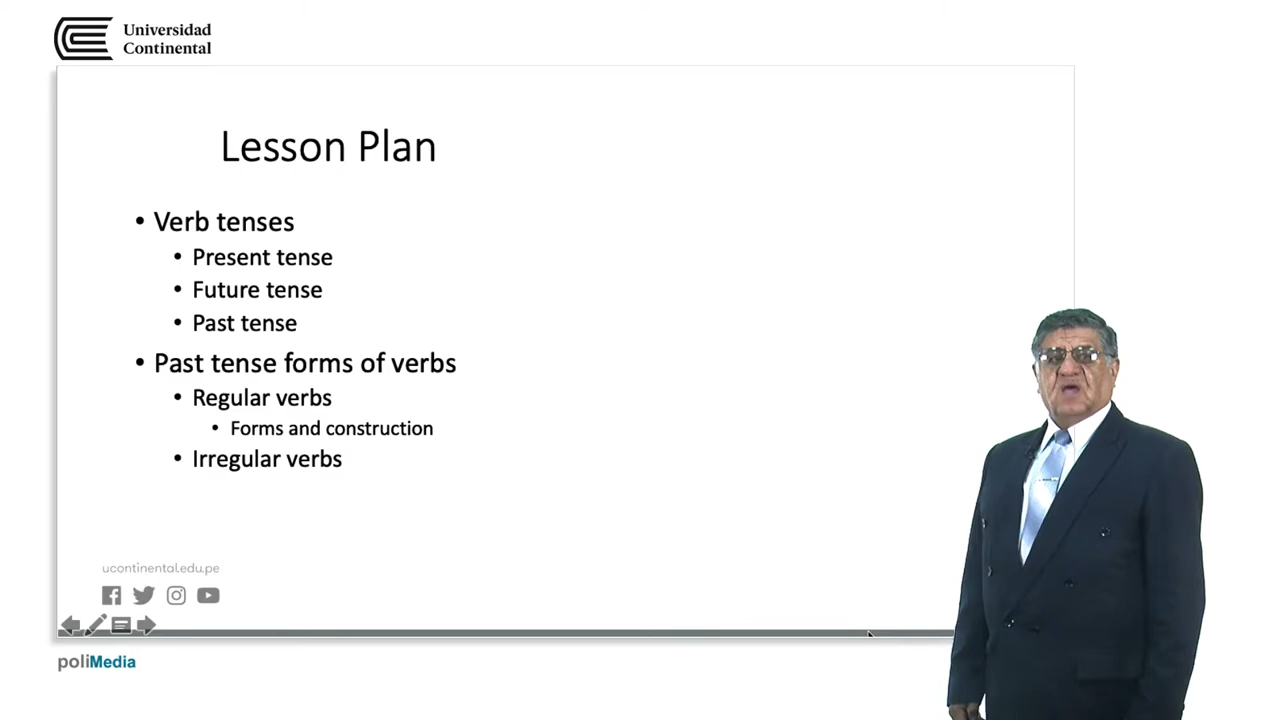 Universidad
Continental
Lesson Plan
• Verb tenses
• Present tense
• Future tense
• Past tense
• Past tense forms of verbs
• Regular verbs
• Forms and construction
• Irregular verbs
ucontinental.edu.pe
poliMedia